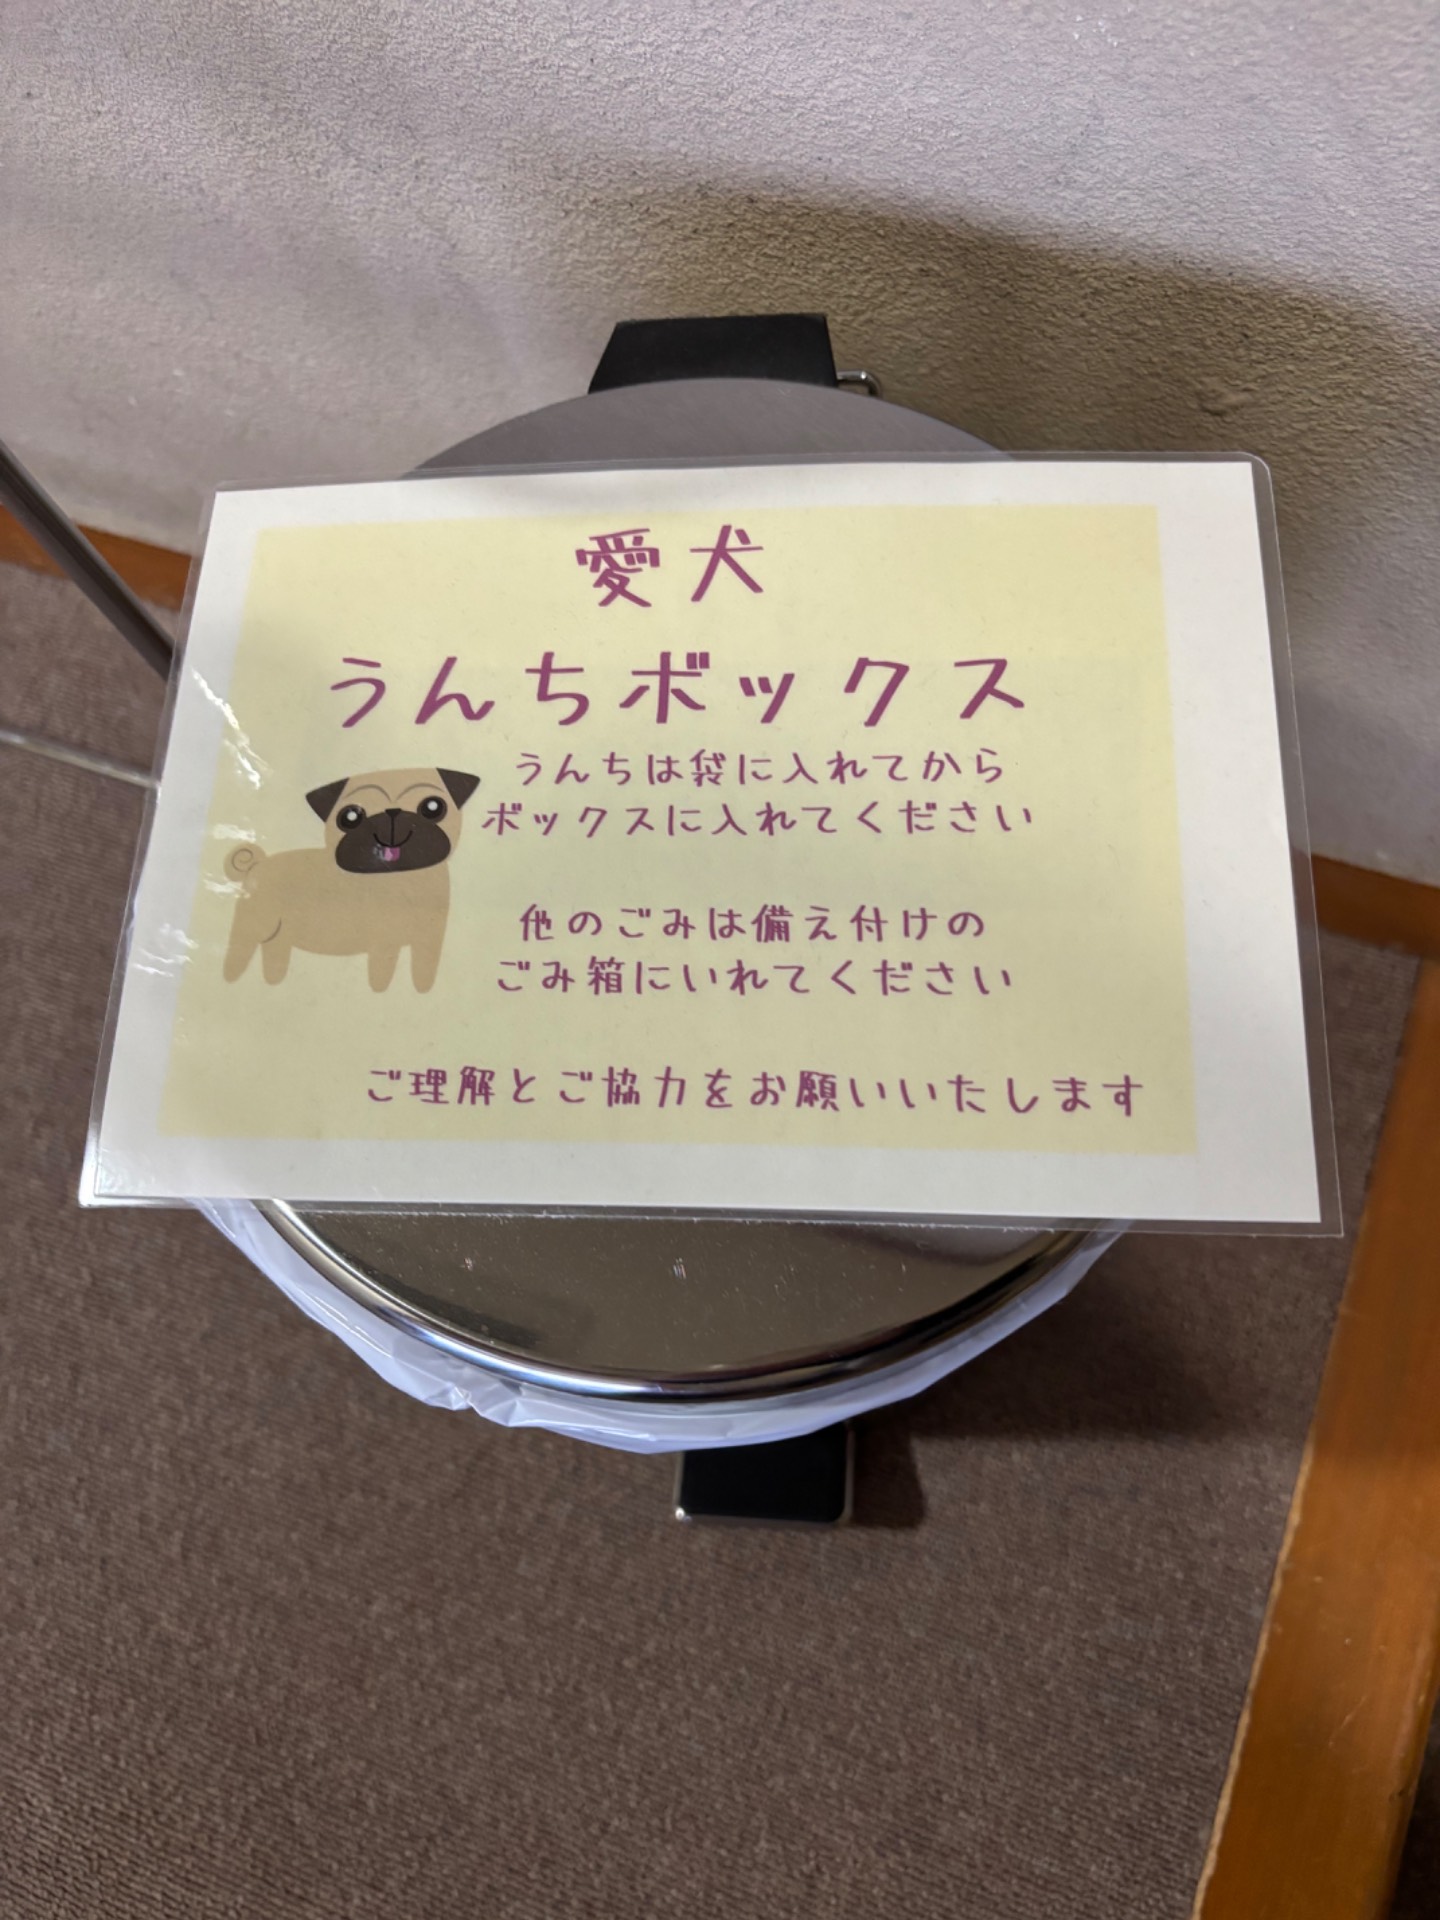 愛犬
うんちボックス
うんちは袋に入れてから
ボックスに入れてください
他のごみは備え付けの
ごみ箱にいれてください
ご理解とご協力をお願いいたします